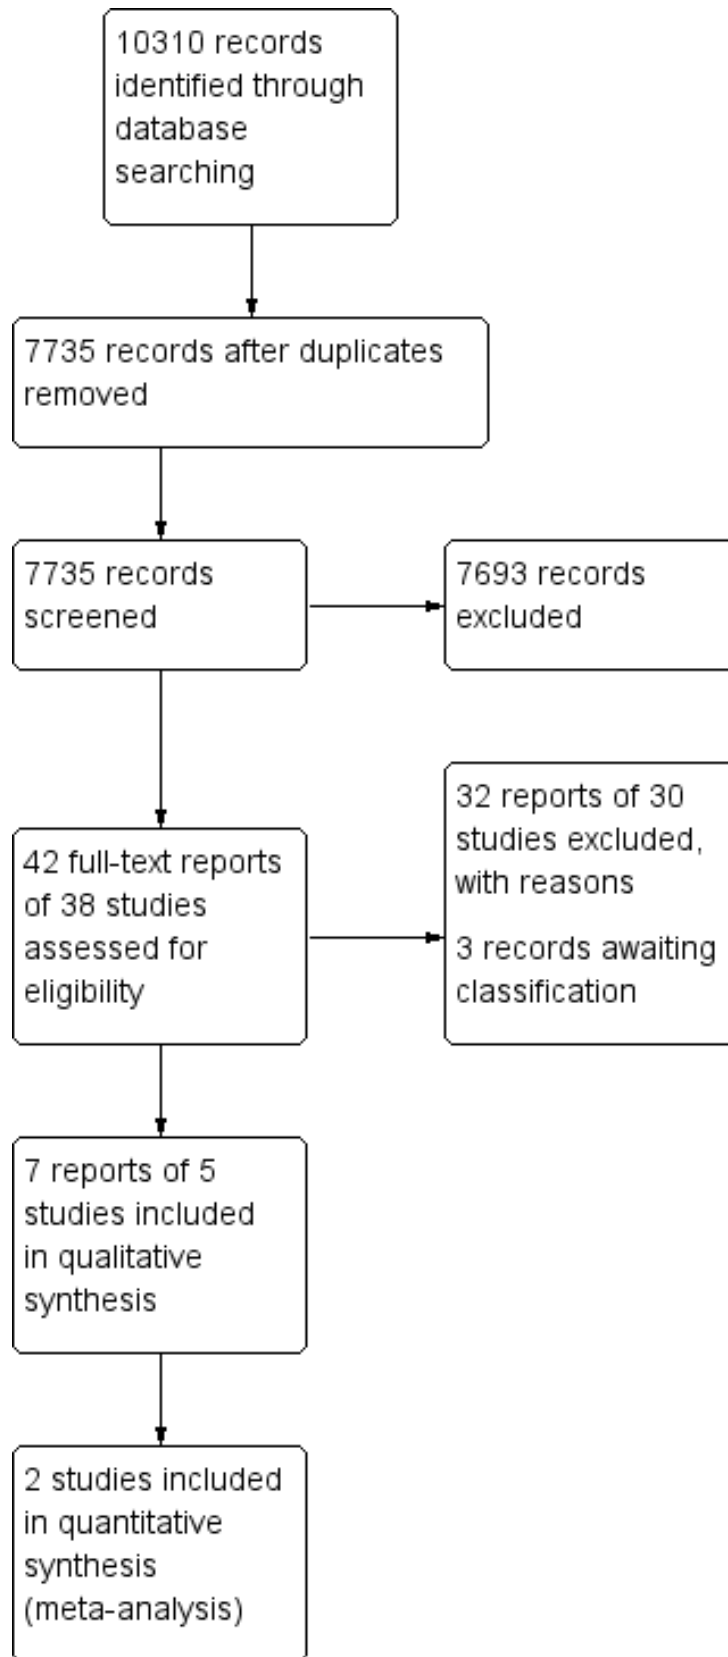 10310 records
identified through
database
searching
7735 records after duplicates
removed
7735 records
screened
7693 records
excluded
42 full-text reports
of 38 studies
assessed for
eligibility
32 reports of 30
studies excluded,
with reasons
3 records awaiting
classification
7 reports of 5
studies included
in qualitative
synthesis
2 studies included
in quantitative
synthesis
(meta-analysis)